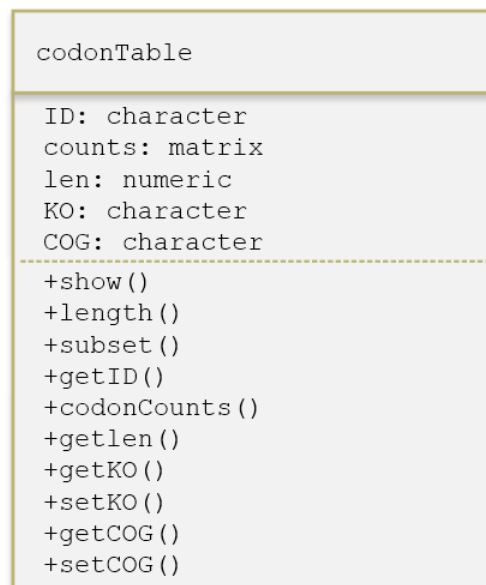 codonTable
ID: character
counts: matrix
len: numeric
KO: character
COG: character
+show()
+length()
+subset()
+getID()
+codonCounts()
+getlen()
+getKO()
+setKO()
+getCOG()
+setCOG()